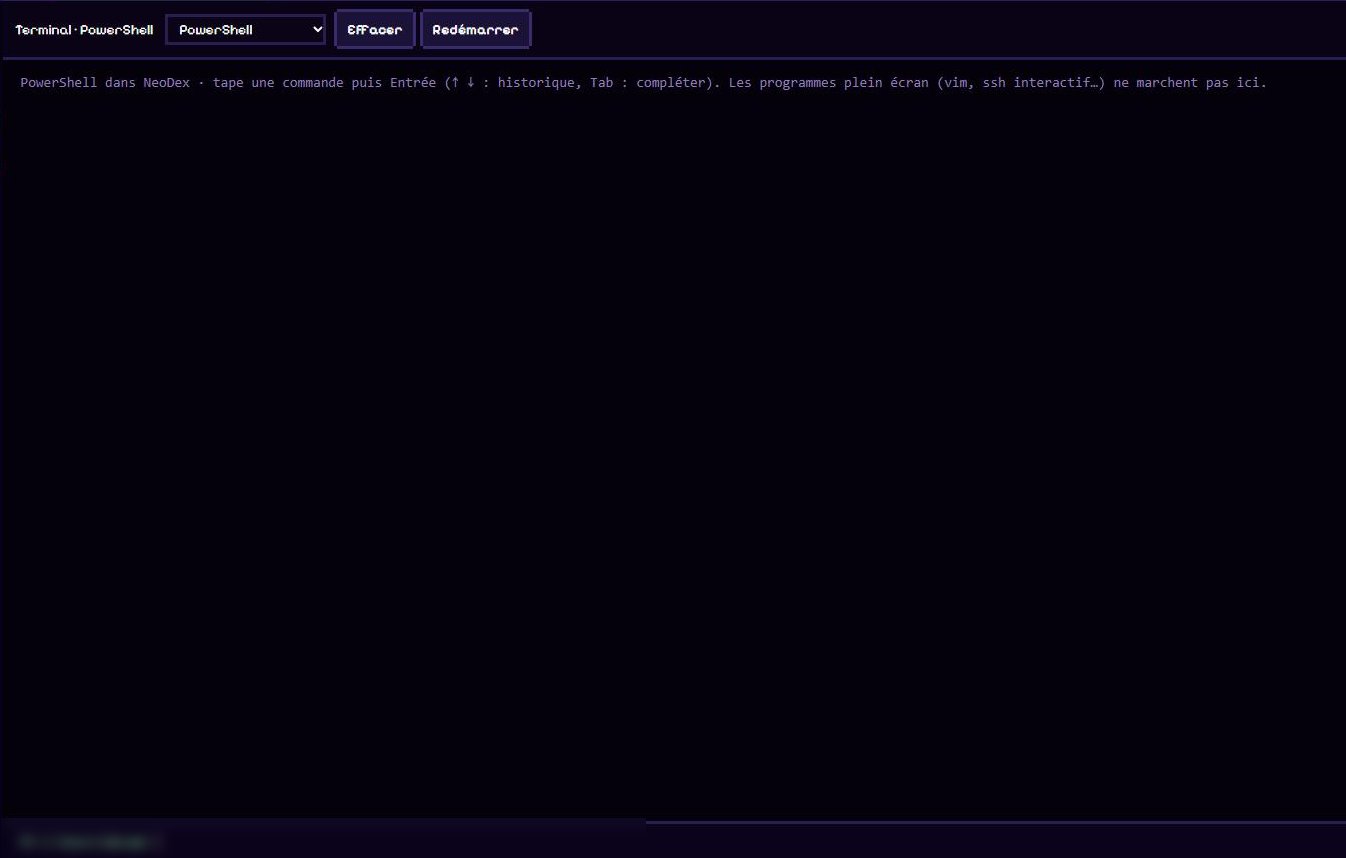 Terminal · PowerShell PowerShell Effacer Redémarrer
PowerShell dans NeoDex · tape une commande puis Entrée (↑ ↓ : historique, Tab : compléter). Les programmes plein écran (vim, ssh interactif…) ne marchent pas ici.